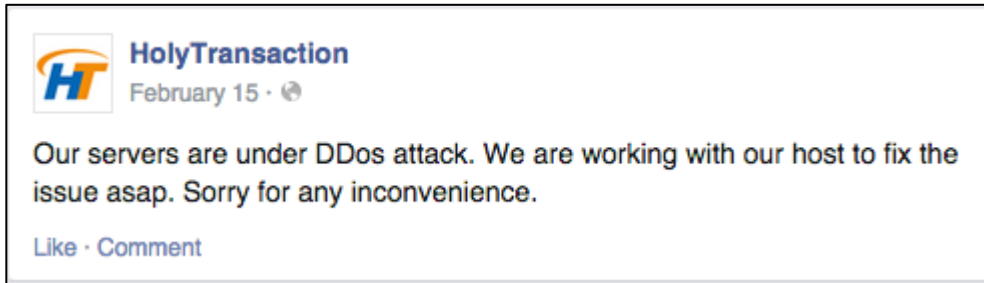 HT
HolyTransaction
February 15 ·
Our servers are under DDos attack. We are working with our host to fix the
issue asap. Sorry for any inconvenience.
Like · Comment